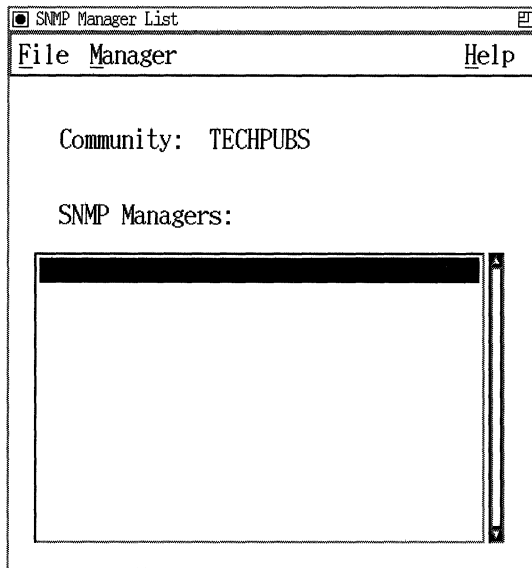 SNMP Manager List
File Manager Help
Community: TECHPUBS
SNMP Managers: